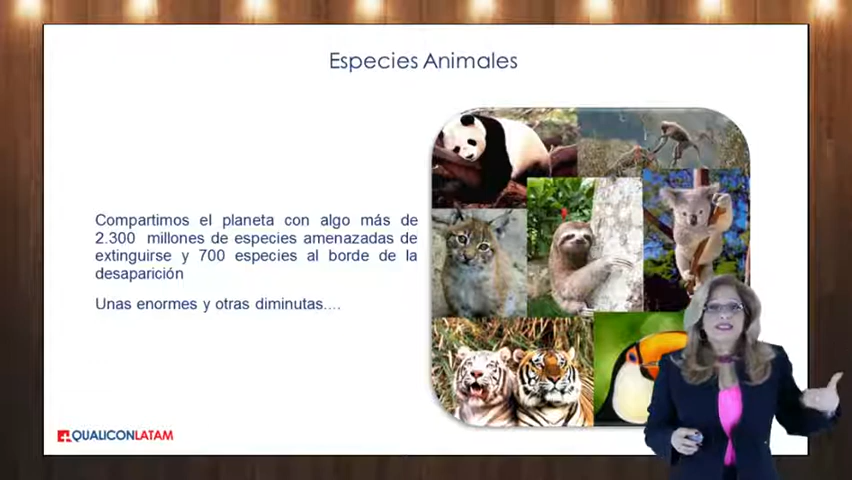 Especies Animales
Compartimos el planeta con algo más de
2.300 millones de especies amenazadas de
extinguirse y 700 especies al borde de la
desaparición
Unas enormes y otras diminutas....
QUALICONLATAM